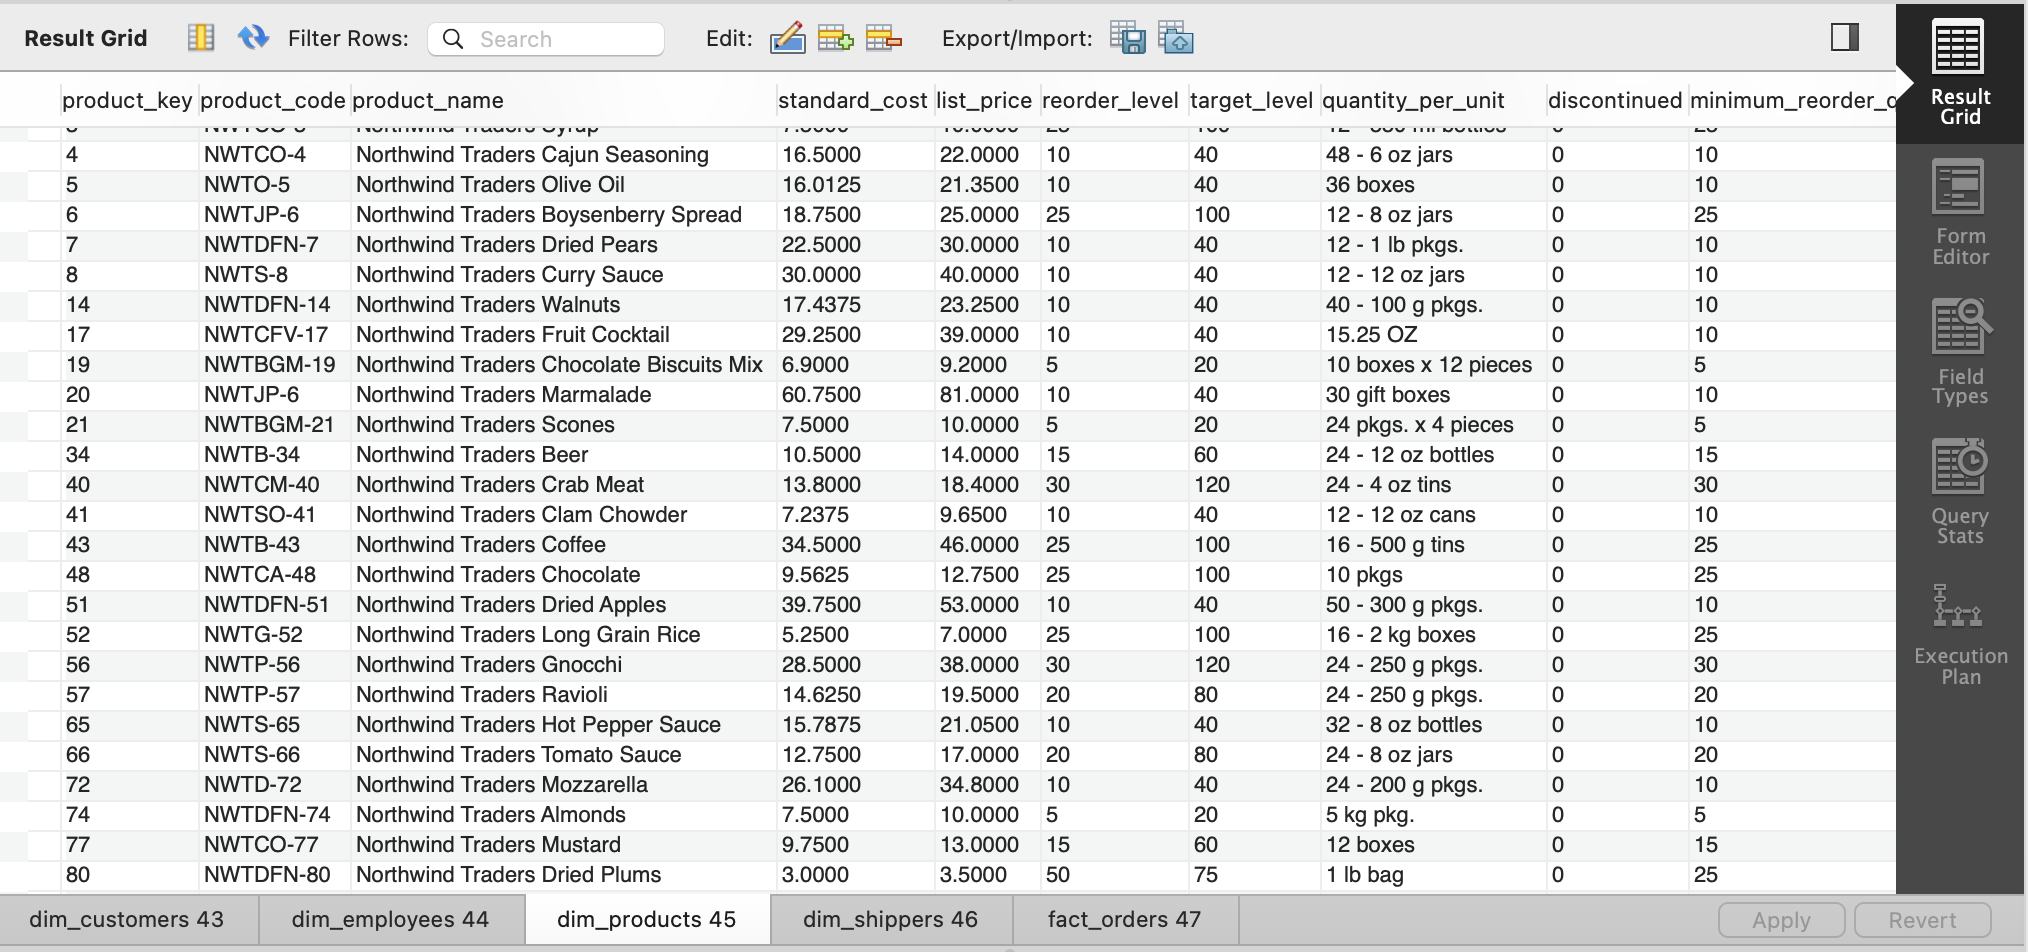 Result Grid Filter Rows: Search Edit: Export/Import:
product_key product_code product_name standard_cost list_price reorder_level target_level quantity_per_unit discontinued minimum_reorder_q
4 NWTCO-4 Northwind Traders Cajun Seasoning 16.5000 22.0000 10 40 48 - 6 oz jars 0 10
5 NWTO-5 Northwind Traders Olive Oil 16.0125 21.3500 10 40 36 boxes 0 10
6 NWTJP-6 Northwind Traders Boysenberry Spread 18.7500 25.0000 25 100 12 - 8 oz jars 0 25
7 NWTDFN-7 Northwind Traders Dried Pears 22.5000 30.0000 10 40 12 - 1 lb pkgs. 0 10
8 NWTS-8 Northwind Traders Curry Sauce 30.0000 40.0000 10 40 12 - 12 oz jars 0 10
14 NWTDFN-14 Northwind Traders Walnuts 17.4375 23.2500 10 40 40 - 100 g pkgs. 0 10
17 NWTCFV-17 Northwind Traders Fruit Cocktail 29.2500 39.0000 10 40 15.25 OZ 0 10
19 NWTBGM-19 Northwind Traders Chocolate Biscuits Mix 6.9000 9.2000 5 20 10 boxes x 12 pieces 0 5
20 NWTJP-6 Northwind Traders Marmalade 60.7500 81.0000 10 40 30 gift boxes 0 10
21 NWTBGM-21 Northwind Traders Scones 7.5000 10.0000 5 20 24 pkgs. x 4 pieces 0 5
34 NWTB-34 Northwind Traders Beer 10.5000 14.0000 15 60 24 - 12 oz bottles 0 15
40 NWTCM-40 Northwind Traders Crab Meat 13.8000 18.4000 30 120 24 - 4 oz tins 0 30
41 NWTSO-41 Northwind Traders Clam Chowder 7.2375 9.6500 10 40 12 - 12 oz cans 0 10
43 NWTB-43 Northwind Traders Coffee 34.5000 46.0000 25 100 16 - 500 g tins 0 25
48 NWTCA-48 Northwind Traders Chocolate 9.5625 12.7500 25 100 10 pkgs 0 25
51 NWTDFN-51 Northwind Traders Dried Apples 39.7500 53.0000 10 40 50 - 300 g pkgs. 0 10
52 NWTG-52 Northwind Traders Long Grain Rice 5.2500 7.0000 25 100 16 - 2 kg boxes 0 25
56 NWTP-56 Northwind Traders Gnocchi 28.5000 38.0000 30 120 24 - 250 g pkgs. 0 30
57 NWTP-57 Northwind Traders Ravioli 14.6250 19.5000 20 80 24 - 250 g pkgs. 0 20
65 NWTS-65 Northwind Traders Hot Pepper Sauce 15.7875 21.0500 10 40 32 - 8 oz bottles 0 10
66 NWTS-66 Northwind Traders Tomato Sauce 12.7500 17.0000 20 80 24 - 8 oz jars 0 20
72 NWTD-72 Northwind Traders Mozzarella 26.1000 34.8000 10 40 24 - 200 g pkgs. 0 10
74 NWTDFN-74 Northwind Traders Almonds 7.5000 10.0000 5 20 5 kg pkg. 0 5
77 NWTCO-77 Northwind Traders Mustard 9.7500 13.0000 15 60 12 boxes 0 15
80 NWTDFN-80 Northwind Traders Dried Plums 3.0000 3.5000 50 75 1 lb bag 0 25
dim_customers 43 dim_employees 44 dim_products 45 dim_shippers 46 fact_orders 47 Apply Revert
Result
Grid
Form
Editor
Field
Types
Query
Stats
Execution
Plan